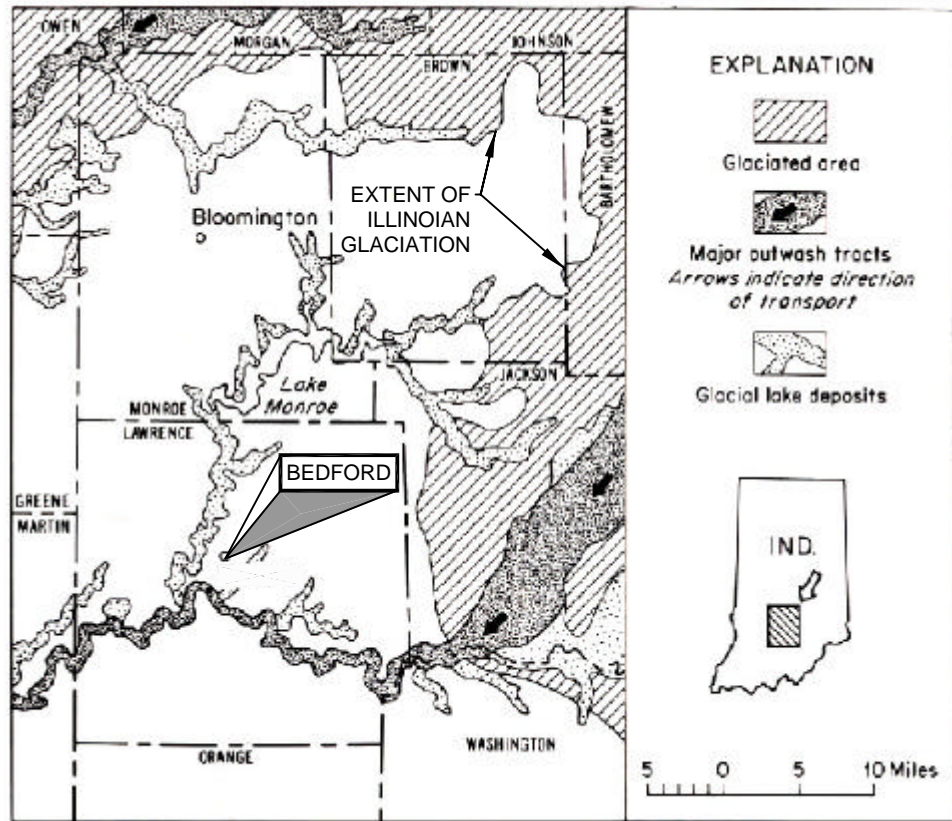 OWEN
MORGAN
JOHNSON
BROWN
BARTHOLOMEW
EXTENT OF
ILLINOIAN
GLACIATION
Bloomington
JACKSON
Lake
Monroe
MONROE
LAWRENCE
BEDFORD
GREENE
MARTIN
ORANGE
WASHINGTON
EXPLANATION
Glaciated area
Major outwash tracts
Arrows indicate direction
of transport
Glacial lake deposits
IND.
5 0 5 10 Miles